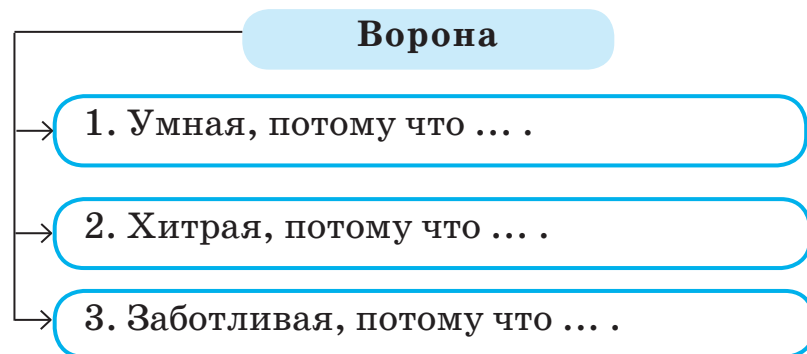 Ворона
1. Умная, потому что ... .
2. Хитрая, потому что ... .
3. Заботливая, потому что ... .